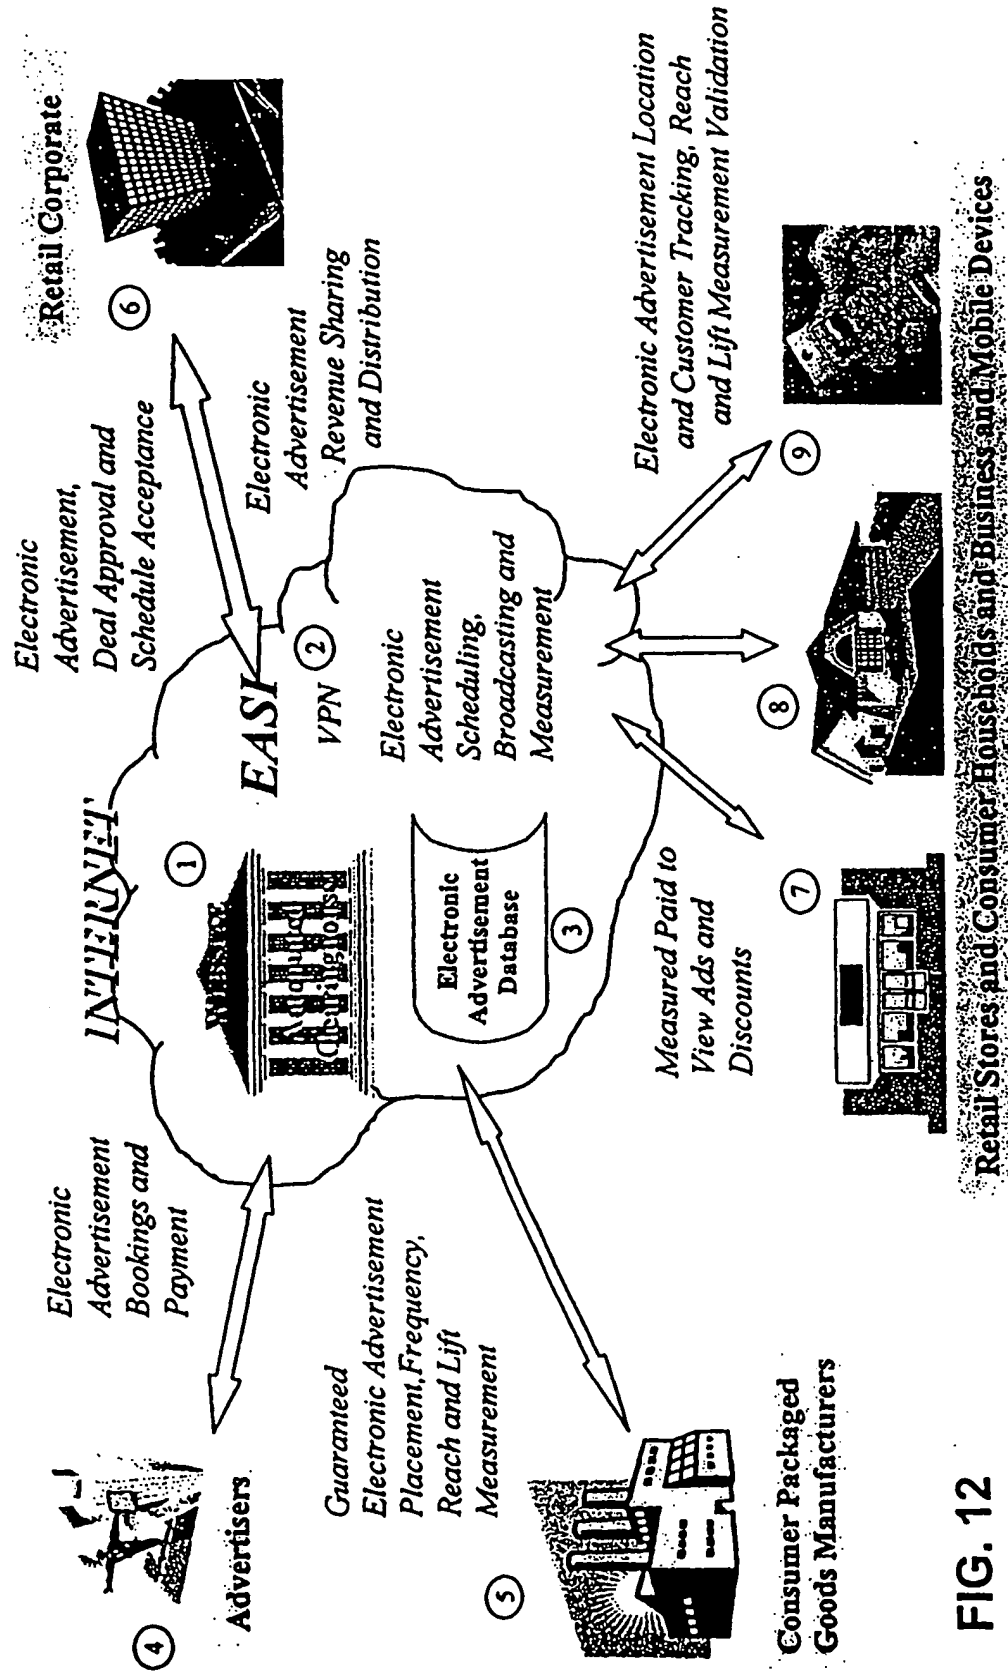 INTERNET
Electronic
Advertisement,
Deal Approval and
Schedule Acceptance
Retail Corporate
6
Electronic
Advertisement
Bookings and
Payment
4
Advertisers
WEBSITE
1
EASI
VPN
2
Electronic
Advertisement
Revenue Sharing
and Distribution
Guaranteed
Electronic Advertisement
Placement,Frequency,
Reach and Lift
Measurement
Electronic
Advertisement
Database
3
Electronic
Advertisement
Scheduling,
Broadcasting and
Measurement
5
Consumer Packaged
Goods Manufacturers
Measured Paid to
View Ads and
Discounts
Electronic Advertisement Location
and Customer Tracking, Reach
and Lift Measurement Validation
7
8
9
Retail Stores and Consumer Households and Business and Mobile Devices
FIG. 12